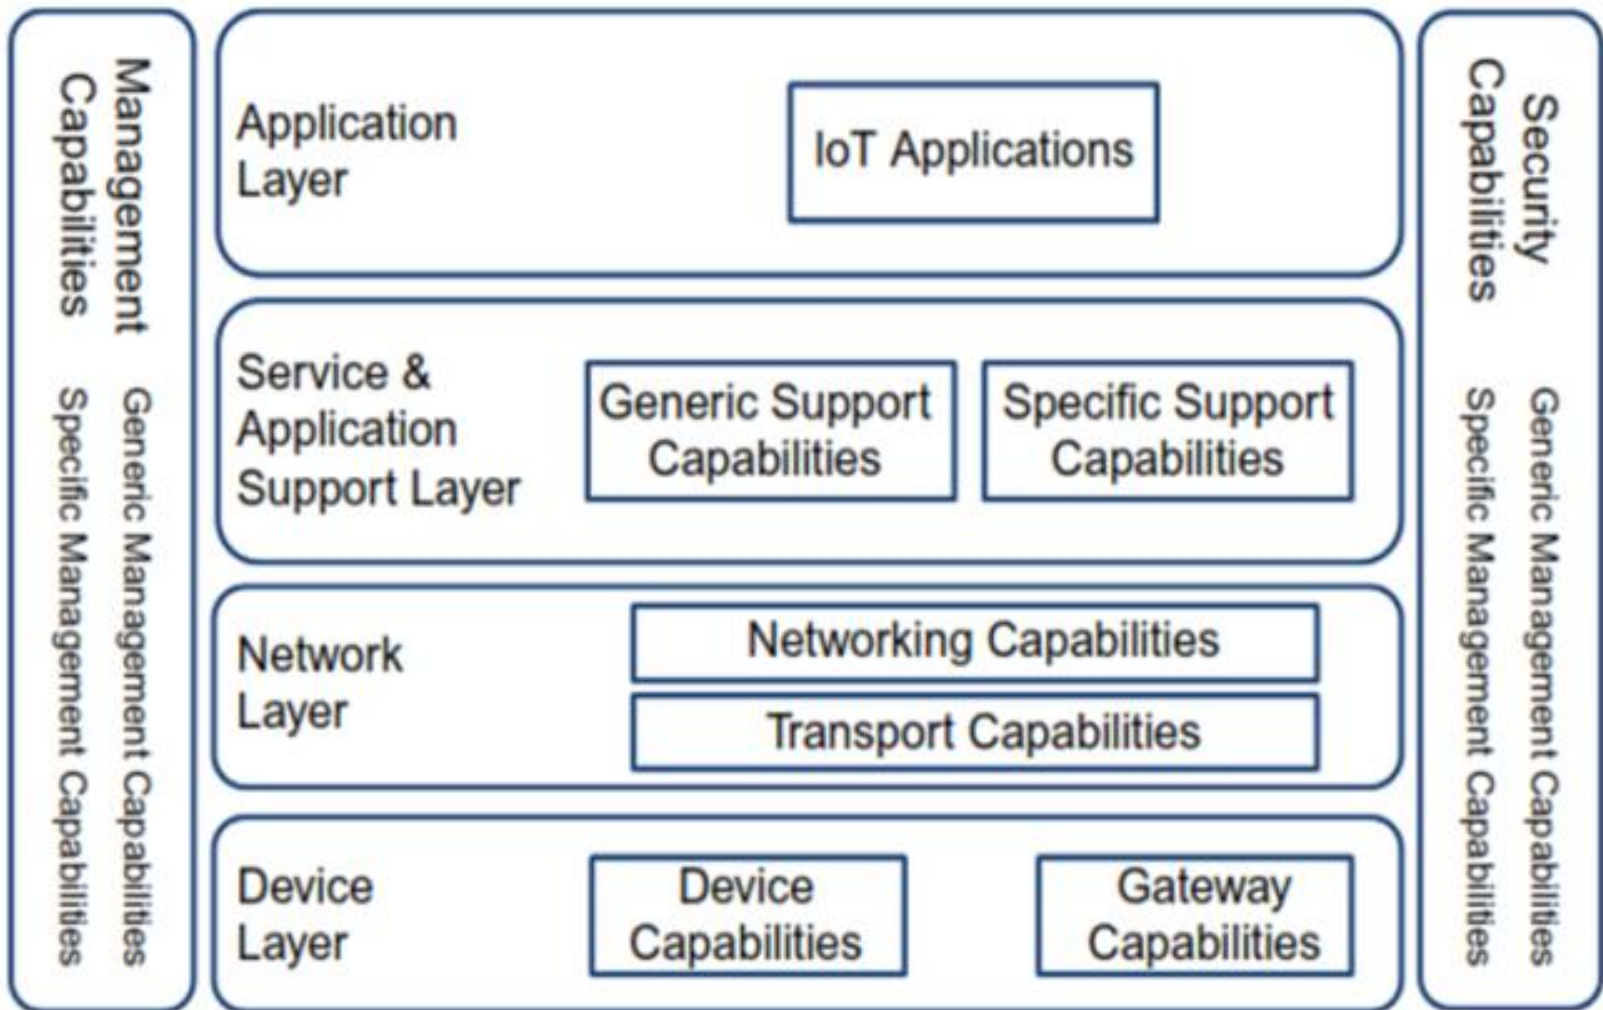 Management
Capabilities
Generic Management Capabilities
Specific Management Capabilities
Application
Layer
IoT Applications
Service &
Application
Support Layer
Generic Support
Capabilities
Specific Support
Capabilities
Network
Layer
Networking Capabilities
Transport Capabilities
Device
Layer
Device
Capabilities
Gateway
Capabilities
Security
Capabilities
Generic Management Capabilities
Specific Management Capabilities